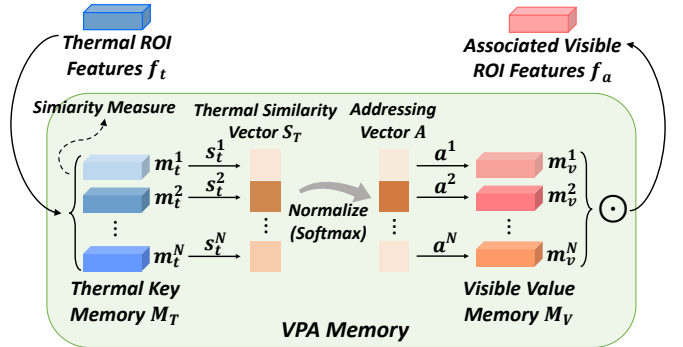 Thermal ROI
Features f_t
Associated Visible
ROI Features f_a
Simiarity Measure
Thermal Similarity
Vector S_T
Addressing
Vector A
m_t^1
s_t^1
a^1
m_v^1
m_t^2
s_t^2
a^2
m_v^2
Normalize
(Softmax)
⋮
⋮
⋮
⋮
m_t^N
s_t^N
a^N
m_v^N
Thermal Key
Memory M_T
Visible Value
Memory M_V
VPA Memory